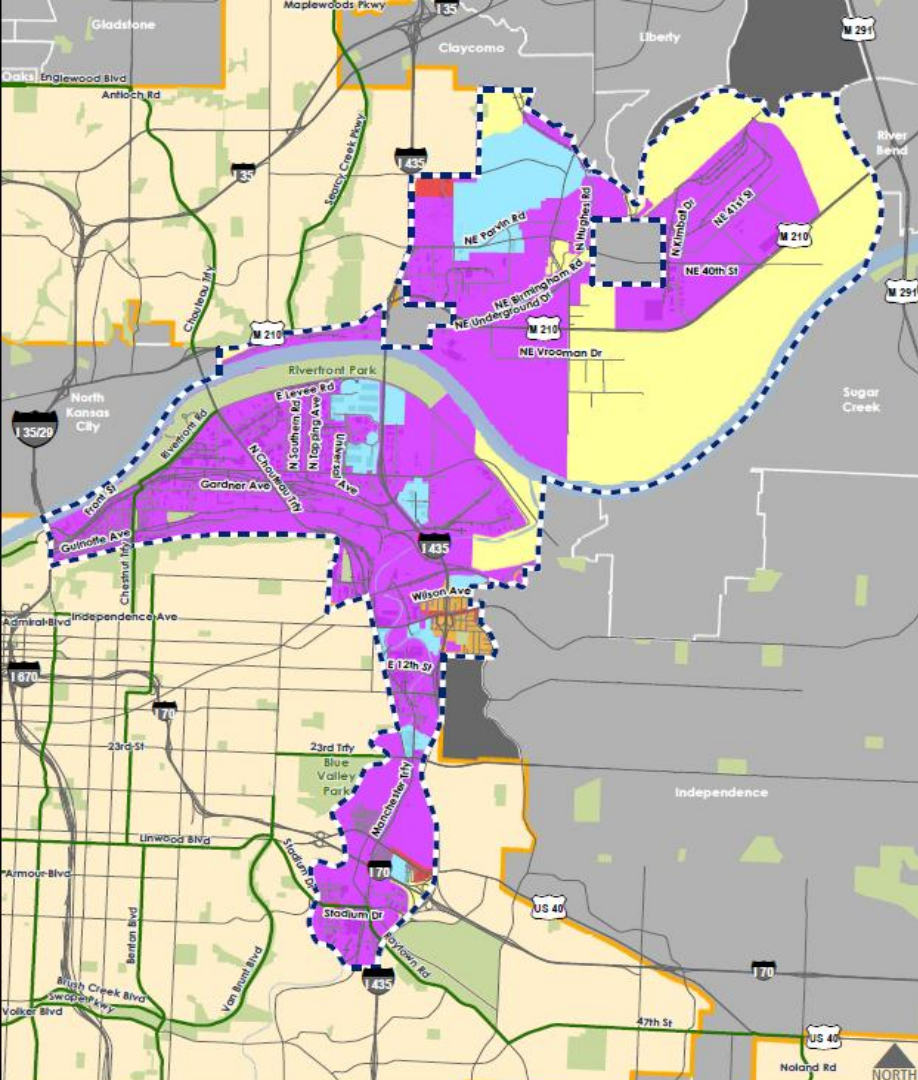 Maplewoods Pkwy
I 35
Gladstone
Claycomo
Liberty
M 291
Oaks
Englewood Blvd
Antioch Rd
Searcy Creek Pkwy
River
Bend
I 435
I 35
N Hughes Rd
N Kimball Dr
NE 41st St
NE Parvin Rd
M 210
NE 40th St
Chouteau Trfy
NE Birmingham Rd
NE Underground Dr
M 291
M 210
M 210
NE Vrooman Dr
Riverfront Park
E Levee Rd
North
Kansas
City
Sugar
Creek
I 35/29
Riverfront Rd
N Southern Rd
N Topping Ave
Universal Ave
N Chouteau Trfy
Gardner Ave
Front St
Guinotte Ave
I 435
Chestnut Trfy
Wilson Ave
Independence Ave
Admiral Blvd
E 12th St
I 670
I 70
23rd St
23rd Trfy
Blue
Valley
Park
Manchester Trfy
Independence
Linwood Blvd
Stadium Dr
Armour Blvd
I 70
US 40
Stadium Dr
Benton Blvd
Van Brunt Blvd
Raytown Rd
I 70
I 435
Brush Creek Blvd
Swope Pkwy
Volker Blvd
47th St
US 40
Noland Rd
NORTH